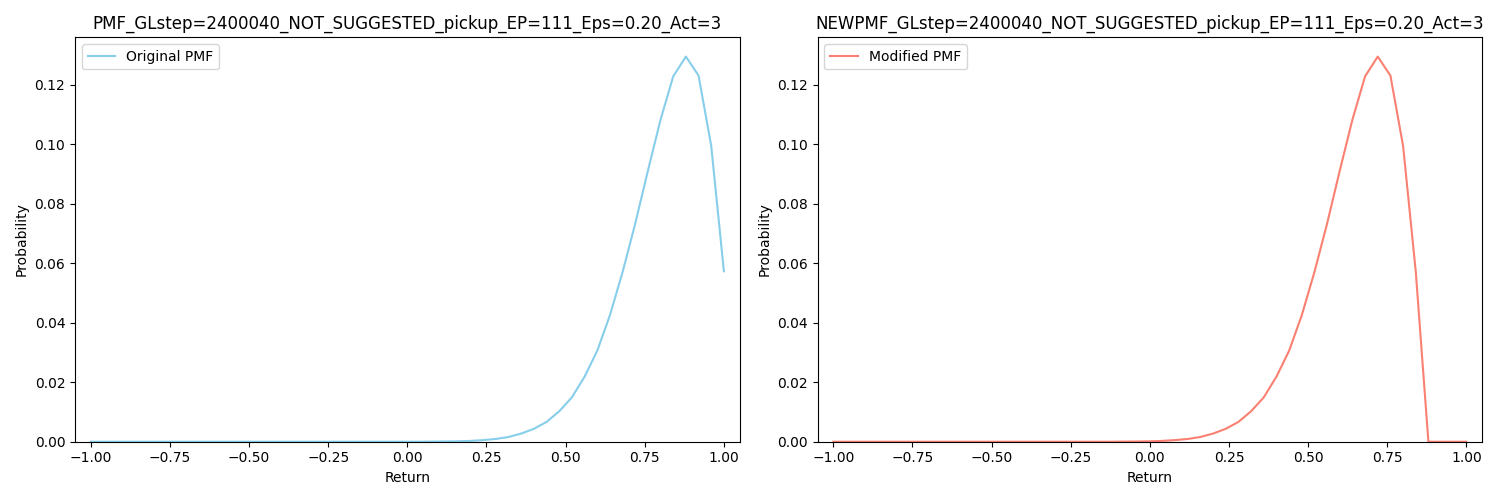 PMF_GLstep=2400040_NOT_SUGGESTED_pickup_EP=111_Eps=0.20_Act=3
Original PMF
0.12
0.10
0.08
0.06
0.04
0.02
0.00
Probability
−1.00 −0.75 −0.50 −0.25 0.00 0.25 0.50 0.75 1.00
Return
NEWPMF_GLstep=2400040_NOT_SUGGESTED_pickup_EP=111_Eps=0.20_Act=3
Modified PMF
0.12
0.10
0.08
0.06
0.04
0.02
0.00
Probability
−1.00 −0.75 −0.50 −0.25 0.00 0.25 0.50 0.75 1.00
Return